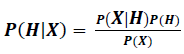 P(H|X) = P(X|H)P(H) / P(X)